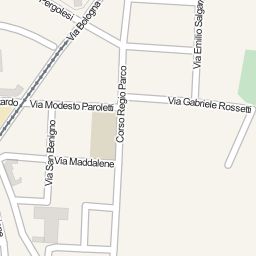 Pergolesi
Via Bologna
Via Emilio Salgari
Via Modesto Paroletti
Via Gabriele Rossetti
Corso Regio Parco
Via San Benigno
Via Maddalene